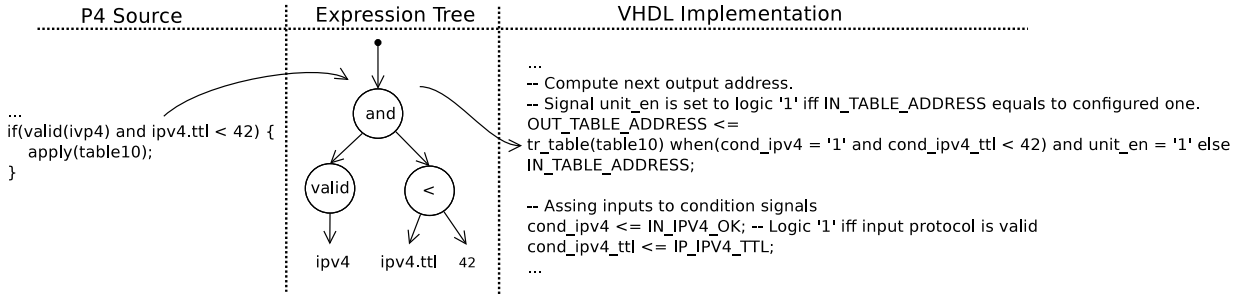 P4 Source
Expression Tree
VHDL Implementation
...
if(valid(ivp4) and ipv4.ttl < 42) {
apply(table10);
}
and
valid
<
ipv4
ipv4.ttl
42
...
-- Compute next output address.
-- Signal unit_en is set to logic '1' iff IN_TABLE_ADDRESS equals to configured one.
OUT_TABLE_ADDRESS <=
tr_table(table10) when(cond_ipv4 = '1' and cond_ipv4_ttl < 42) and unit_en = '1' else
IN_TABLE_ADDRESS;
-- Assing inputs to condition signals
cond_ipv4 <= IN_IPV4_OK; -- Logic '1' iff input protocol is valid
cond_ipv4_ttl <= IP_IPV4_TTL;
...